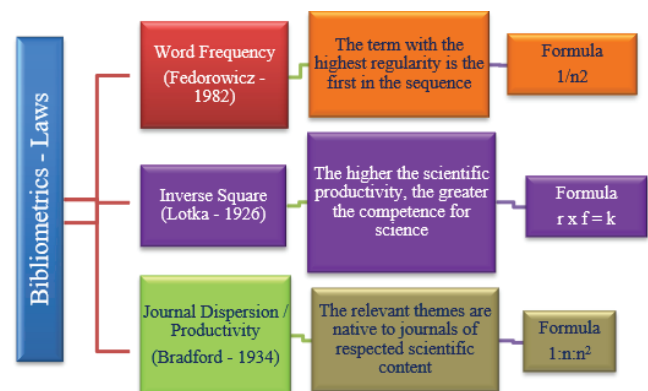 Bibliometrics - Laws
Word Frequency
(Fedorowicz -
1982)
The term with the
highest regularity is the
first in the sequence
Formula
1/n2
Inverse Square
(Lotka - 1926)
The higher the scientific
productivity, the greater
the competence for
science
Formula
r x f = k
Journal Dispersion /
Productivity
(Bradford - 1934)
The relevant themes are
native to journals of
respected scientific
content
Formula
1:n:n²